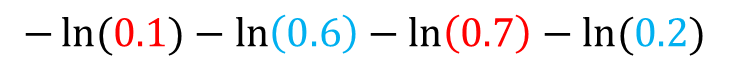 − ln(0.1) − ln(0.6) − ln(0.7) − ln(0.2)